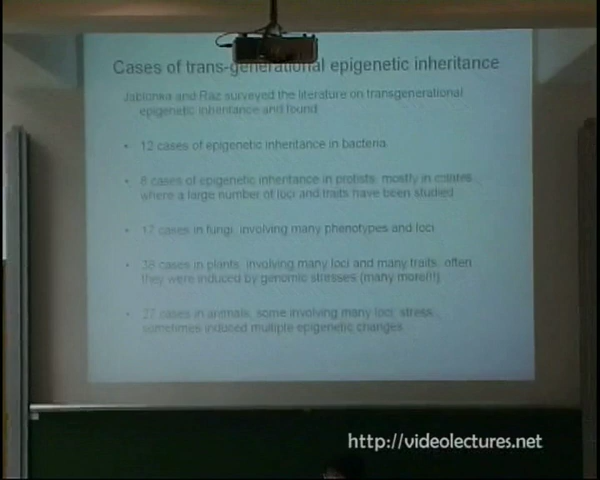 Cases of trans-generational epigenetic inheritance
Jablonka and Raz surveyed the literature on transgenerational
epigenetic inheritance and found
• 12 cases of epigenetic inheritance in bacteria
• 8 cases of epigenetic inheritance in protists, mostly in ciliates
where a large number of loci and traits have been studied
• 17 cases in fungi, involving many phenotypes and loci
• 38 cases in plants, involving many loci and many traits, often
they were induced by genomic stresses (many more!!!)
• 27 cases in animals, some involving many loci, stress
sometimes induced multiple epigenetic changes
http://videolectures.net